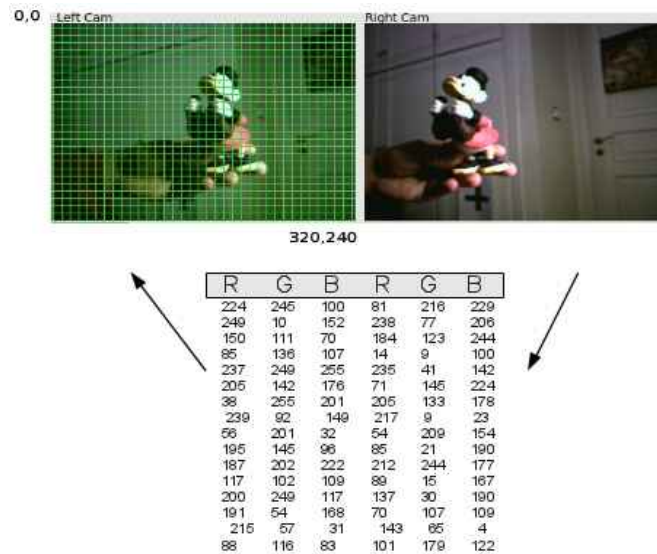 0,0 Left Cam Right Cam
320,240
R G B R G B
224 245 100 81 216 229
249 10 152 238 77 206
150 111 70 184 123 244
85 136 107 14 9 100
237 249 255 235 41 142
205 142 176 71 145 224
38 255 201 205 133 178
239 92 149 217 9 23
56 201 32 54 209 154
195 145 96 85 21 190
187 202 222 212 244 177
117 102 109 89 15 167
200 249 117 137 30 190
191 54 168 70 107 109
215 57 31 143 65 4
88 116 83 101 179 122